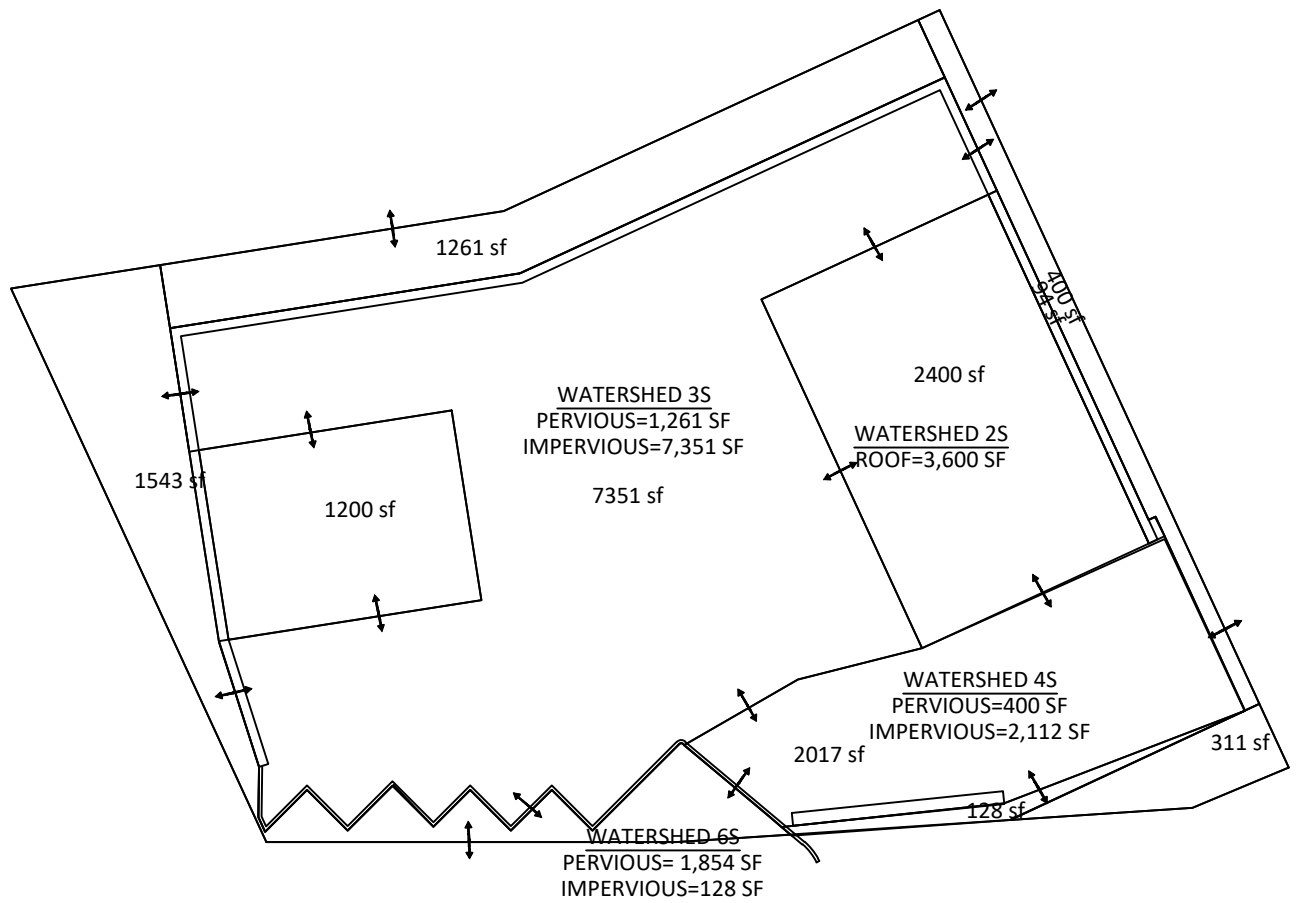 1261 sf
400 sf
94 sf
2400 sf
WATERSHED 3S
PERVIOUS=1,261 SF
IMPERVIOUS=7,351 SF
WATERSHED 2S
ROOF=3,600 SF
1543 sf
1200 sf
7351 sf
WATERSHED 4S
PERVIOUS=400 SF
IMPERVIOUS=2,112 SF
2017 sf
311 sf
128 sf
WATERSHED 6S
PERVIOUS= 1,854 SF
IMPERVIOUS=128 SF